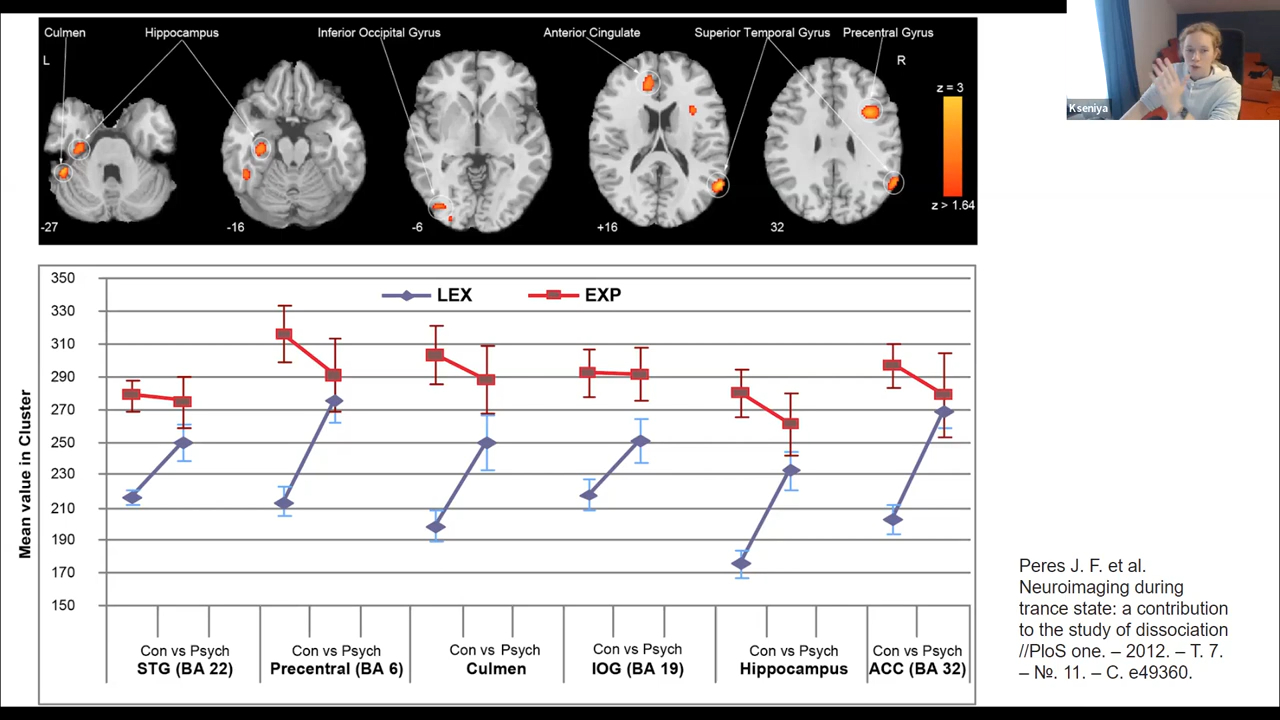 Culmen Hippocampus Inferior Occipital Gyrus Anterior Cingulate Superior Temporal Gyrus Precentral Gyrus
L R
z = 3
z > 1.64
-27 -16 -6 +16 32
Kseniya
LEX EXP
350
330
310
290
270
250
230
210
190
170
150
Mean value in Cluster
Con vs Psych Con vs Psych Con vs Psych Con vs Psych Con vs Psych Con vs Psych
STG (BA 22) Precentral (BA 6) Culmen IOG (BA 19) Hippocampus ACC (BA 32)
Peres J. F. et al.
Neuroimaging during
trance state: a contribution
to the study of dissociation
//PloS one. – 2012. – T. 7.
– №. 11. – C. e49360.